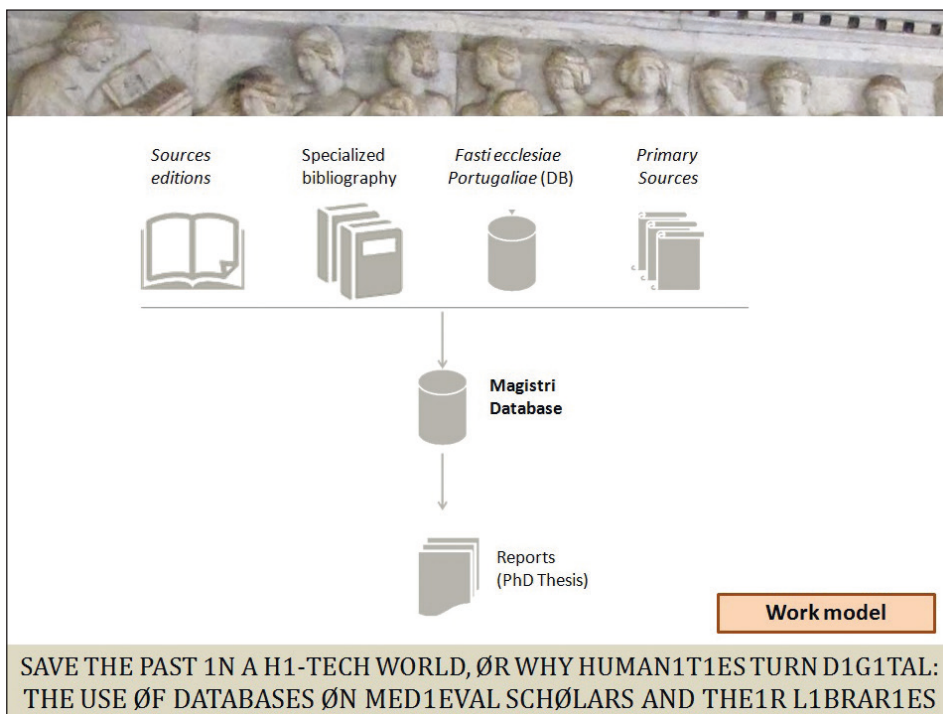 Sources
editions
Specialized
bibliography
Fasti ecclesiae
Portugaliae (DB)
Primary
Sources
Magistri
Database
Reports
(PhD Thesis)
Work model
SAVE THE PAST 1N A H1-TECH WORLD, ØR WHY HUMAN1T1ES TURN D1G1TAL:
THE USE ØF DATABASES ØN MED1EVAL SCHØLARS AND THE1R L1BRAR1ES